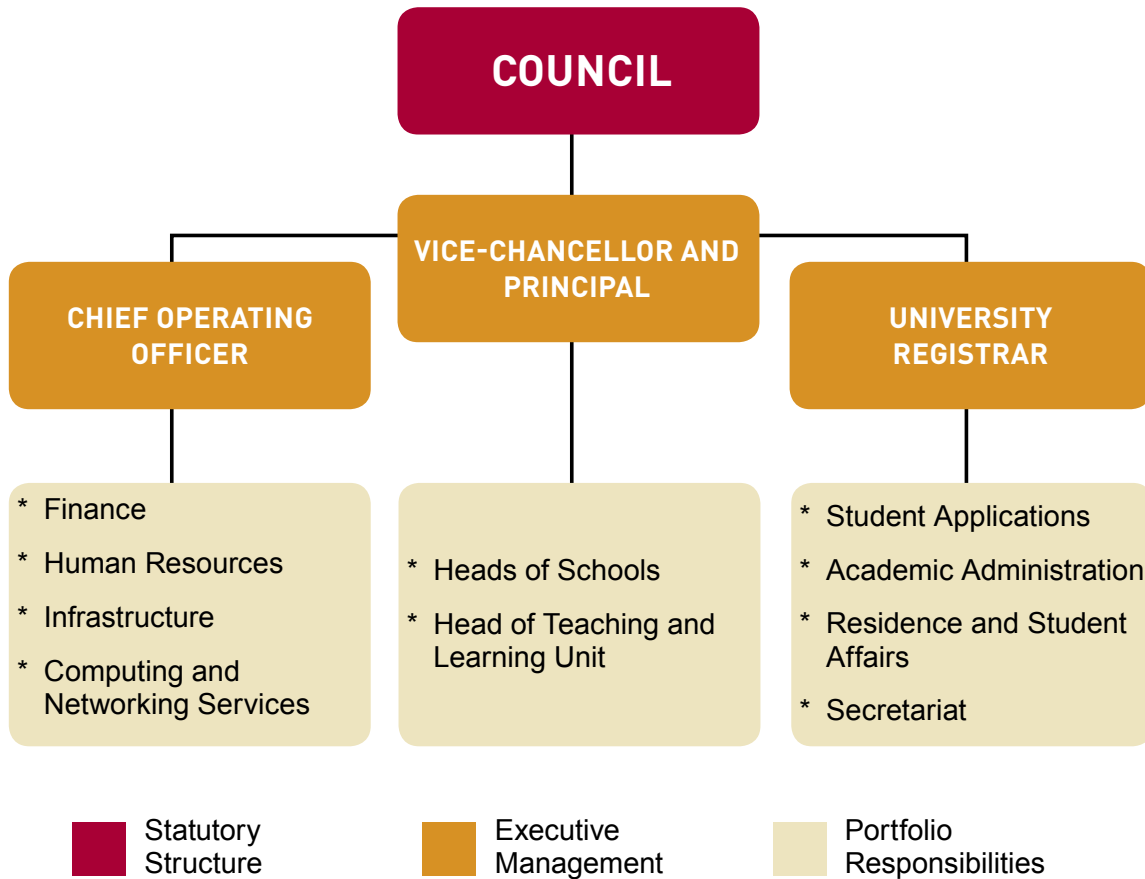 COUNCIL
VICE-CHANCELLOR AND
PRINCIPAL
CHIEF OPERATING
OFFICER
UNIVERSITY
REGISTRAR
* Finance
* Human Resources
* Infrastructure
* Computing and
Networking Services
* Heads of Schools
* Head of Teaching and
Learning Unit
* Student Applications
* Academic Administration
* Residence and Student
Affairs
* Secretariat
Statutory
Structure
Executive
Management
Portfolio
Responsibilities